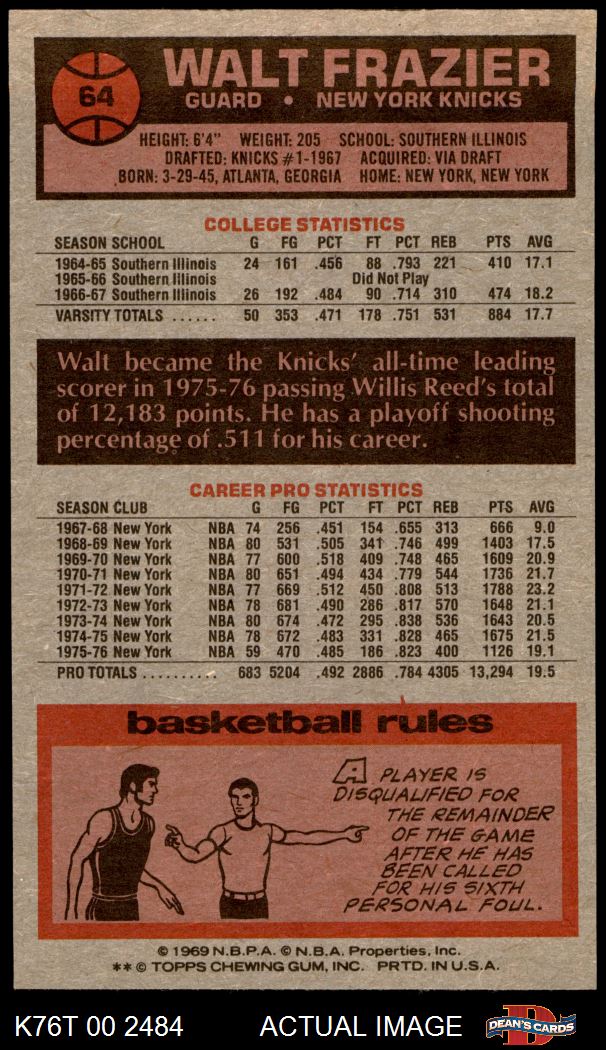 64
WALT FRAZIER
GUARD • NEW YORK KNICKS
HEIGHT: 6'4" WEIGHT: 205 SCHOOL: SOUTHERN ILLINOIS
DRAFTED: KNICKS #1-1967 ACQUIRED: VIA DRAFT
BORN: 3-29-45, ATLANTA, GEORGIA HOME: NEW YORK, NEW YORK
COLLEGE STATISTICS
SEASON SCHOOL G FG PCT FT PCT REB PTS AVG
1964-65 Southern Illinois 24 161 .456 88 .793 221 410 17.1
1965-66 Southern Illinois Did Not Play
1966-67 Southern Illinois 26 192 .484 90 .714 310 474 18.2
VARSITY TOTALS ...... 50 353 .471 178 .751 531 884 17.7
Walt became the Knicks' all-time leading
scorer in 1975-76 passing Willis Reed's total
of 12,183 points. He has a playoff shooting
percentage of .511 for his career.
CAREER PRO STATISTICS
SEASON CLUB G FG PCT FT PCT REB PTS AVG
1967-68 New York NBA 74 256 .451 154 .655 313 666 9.0
1968-69 New York NBA 80 531 .505 341 .746 499 1403 17.5
1969-70 New York NBA 77 600 .518 409 .748 465 1609 20.9
1970-71 New York NBA 80 651 .494 434 .779 544 1736 21.7
1971-72 New York NBA 77 669 .512 450 .808 513 1788 23.2
1972-73 New York NBA 78 681 .490 286 .817 570 1648 21.1
1973-74 New York NBA 80 674 .472 295 .838 536 1643 20.5
1974-75 New York NBA 78 672 .483 331 .828 465 1675 21.5
1975-76 New York NBA 59 470 .485 186 .823 400 1126 19.1
PRO TOTALS .......... 683 5204 .492 2886 .784 4305 13,294 19.5
basketball rules
A PLAYER IS
DISQUALIFIED FOR
THE REMAINDER
OF THE GAME
AFTER HE HAS
BEEN CALLED
FOR HIS SIXTH
PERSONAL FOUL.
© 1969 N.B.P.A. © N.B.A. Properties, Inc.
** © TOPPS CHEWING GUM, INC. PRTD. IN U.S.A.
K76T 00 2484 ACTUAL IMAGE
D
DEAN'S CARDS